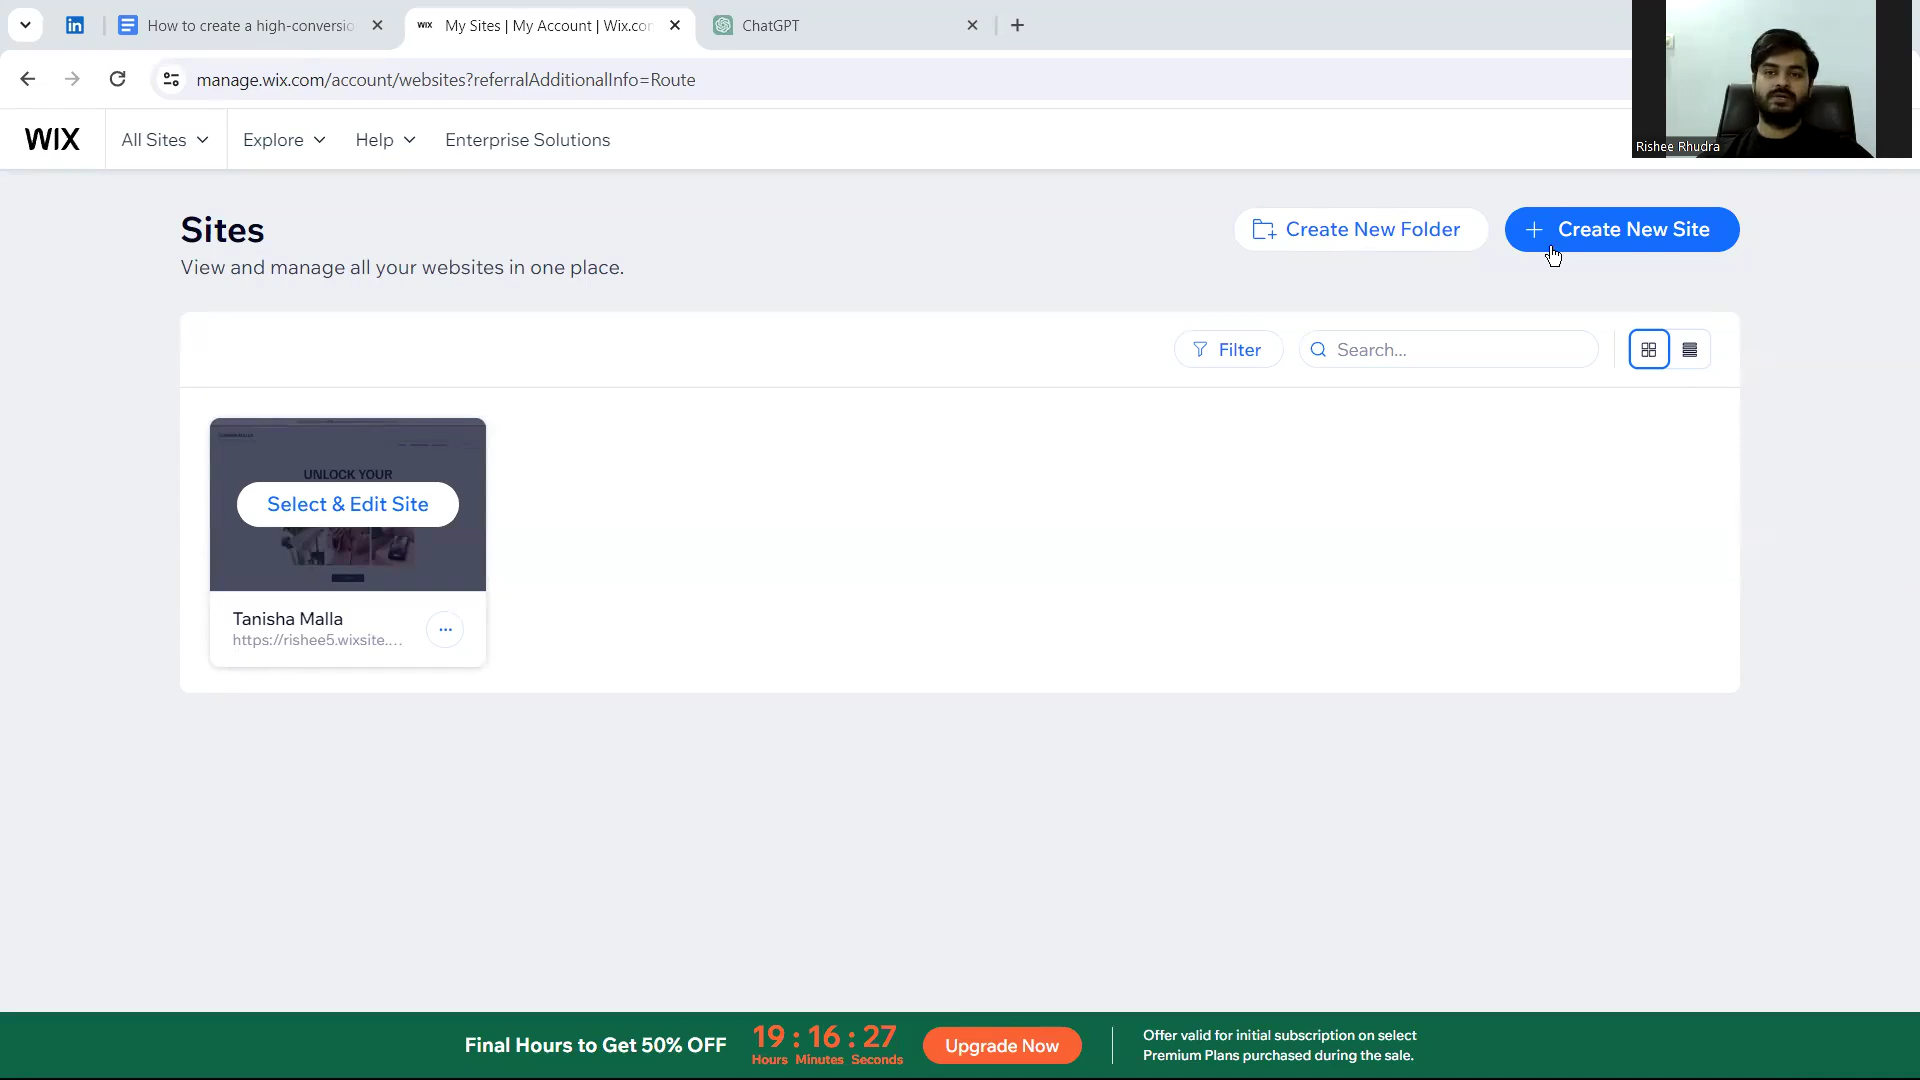 How to create a high-conversio
WIX My Sites | My Account | Wix.con
ChatGPT
manage.wix.com/account/websites?referralAdditionalInfo=Route
WIX
All Sites
Explore
Help
Enterprise Solutions
Rishee Rhudra
Sites
View and manage all your websites in one place.
Create New Folder
+ Create New Site
Filter
Search...
UNLOCK YOUR
Select & Edit Site
Tanisha Malla
https://rishee5.wixsite....
Final Hours to Get 50% OFF
19 : 16 : 27
Hours Minutes Seconds
Upgrade Now
Offer valid for initial subscription on select
Premium Plans purchased during the sale.